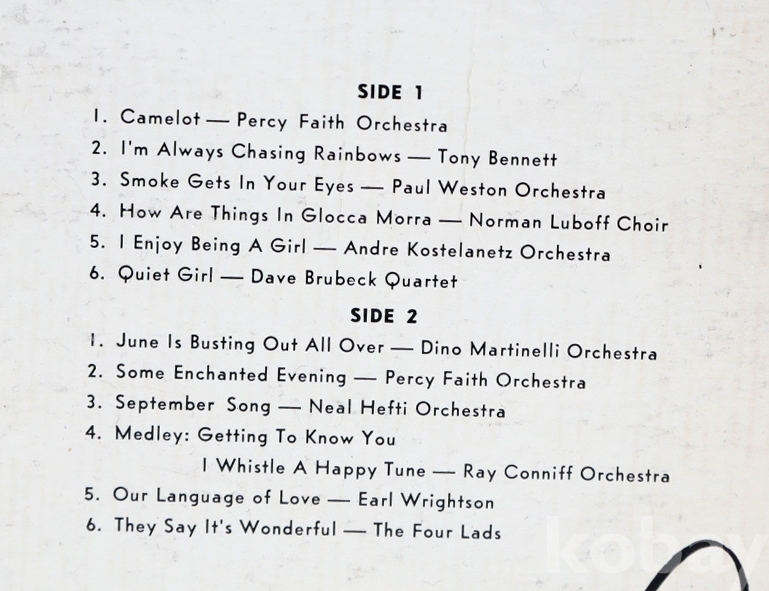 SIDE 1
1. Camelot — Percy Faith Orchestra
2. I'm Always Chasing Rainbows — Tony Bennett
3. Smoke Gets In Your Eyes — Paul Weston Orchestra
4. How Are Things In Glocca Morra — Norman Luboff Choir
5. I Enjoy Being A Girl — Andre Kostelanetz Orchestra
6. Quiet Girl — Dave Brubeck Quartet
SIDE 2
1. June Is Busting Out All Over — Dino Martinelli Orchestra
2. Some Enchanted Evening — Percy Faith Orchestra
3. September Song — Neal Hefti Orchestra
4. Medley: Getting To Know You
I Whistle A Happy Tune — Ray Conniff Orchestra
5. Our Language of Love — Earl Wrightson
6. They Say It's Wonderful — The Four Lads
kobay